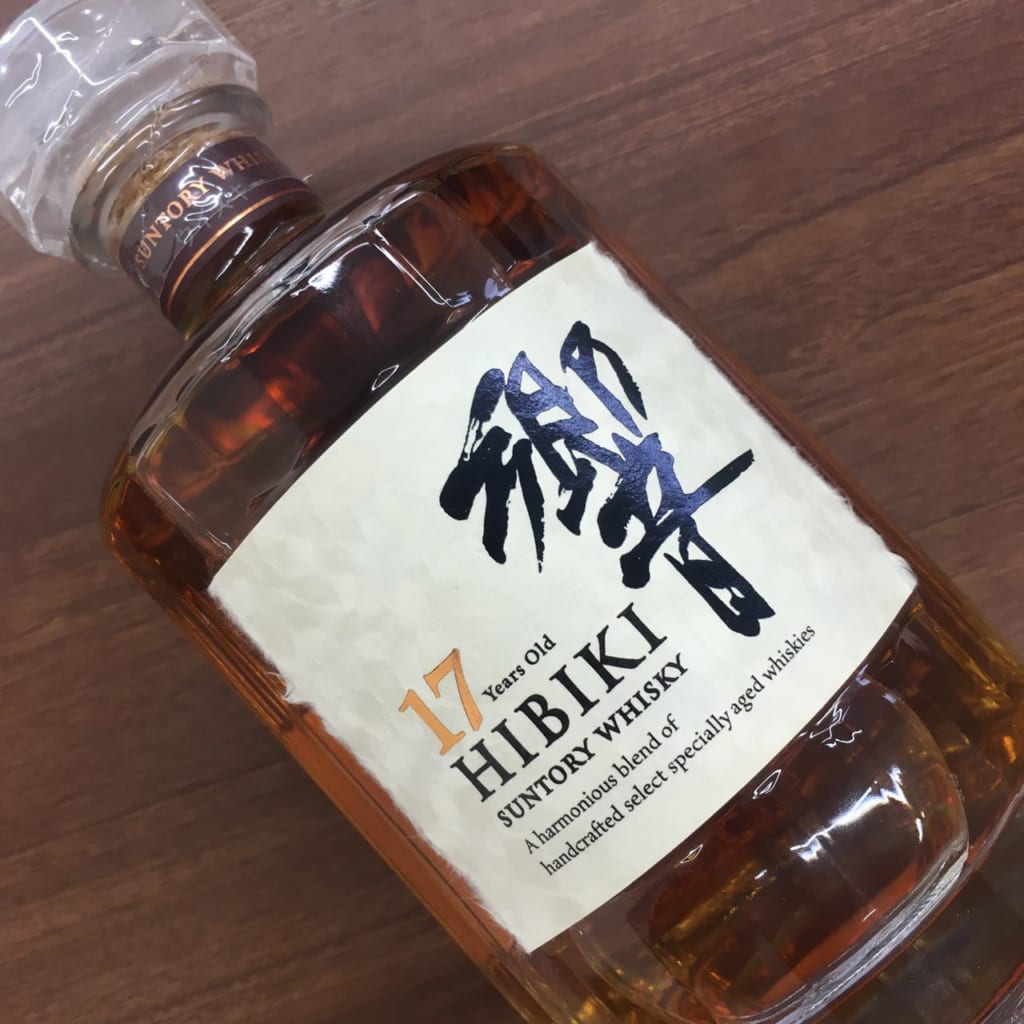 SUNTORY WHIS
響
17 Years Old
HIBIKI
SUNTORY WHISKY
A harmonious blend of
handcrafted select specially aged whiskies